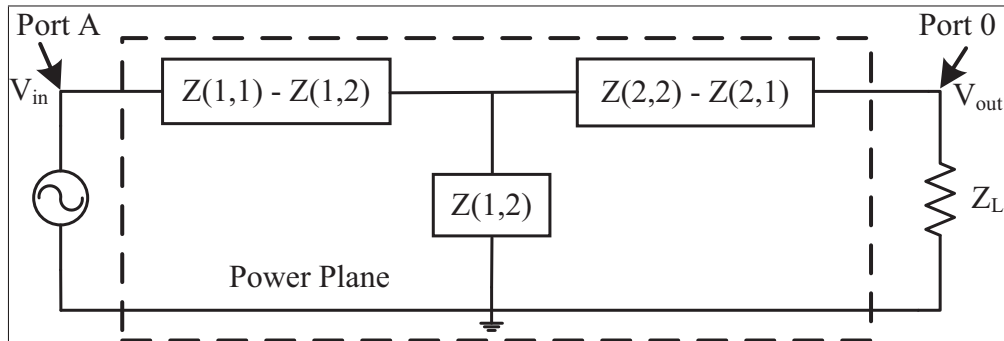 Port A
Port 0
V_in
Z(1,1) - Z(1,2)
Z(2,2) - Z(2,1)
V_out
Z(1,2)
Z_L
Power Plane